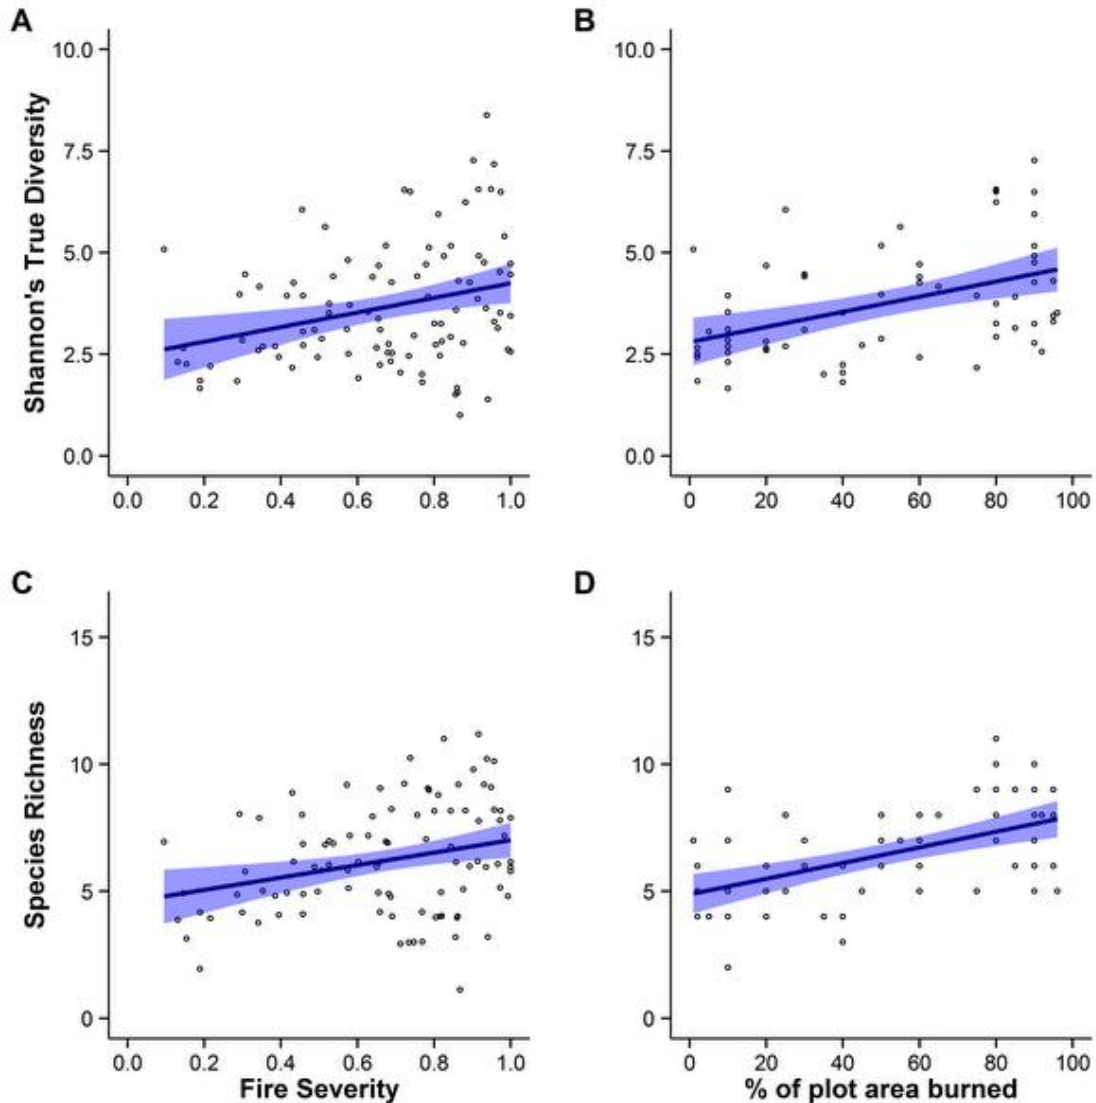 A
B
Shannon's True Diversity
10.0
7.5
5.0
2.5
0.0
0.0 0.2 0.4 0.6 0.8 1.0
10.0
7.5
5.0
2.5
0.0
0 20 40 60 80 100
C
D
Species Richness
15
10
5
0
0.0 0.2 0.4 0.6 0.8 1.0
Fire Severity
15
10
5
0
0 20 40 60 80 100
% of plot area burned